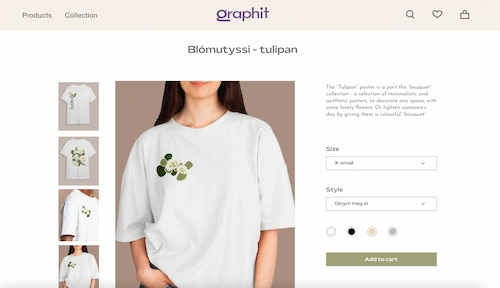 Products
Collection
graphit
Blómutyssi - tulipan
The "Tulipan" poster is a part the "bouquet"
collection - a selection of minimalistic and
aesthetic posters, to decorate any space, with
some lovely flowers. Or lighten someone's
day by giving them a colourful "bouquet".
Size
X-small
Style
Gloym meg ei
Add to cart